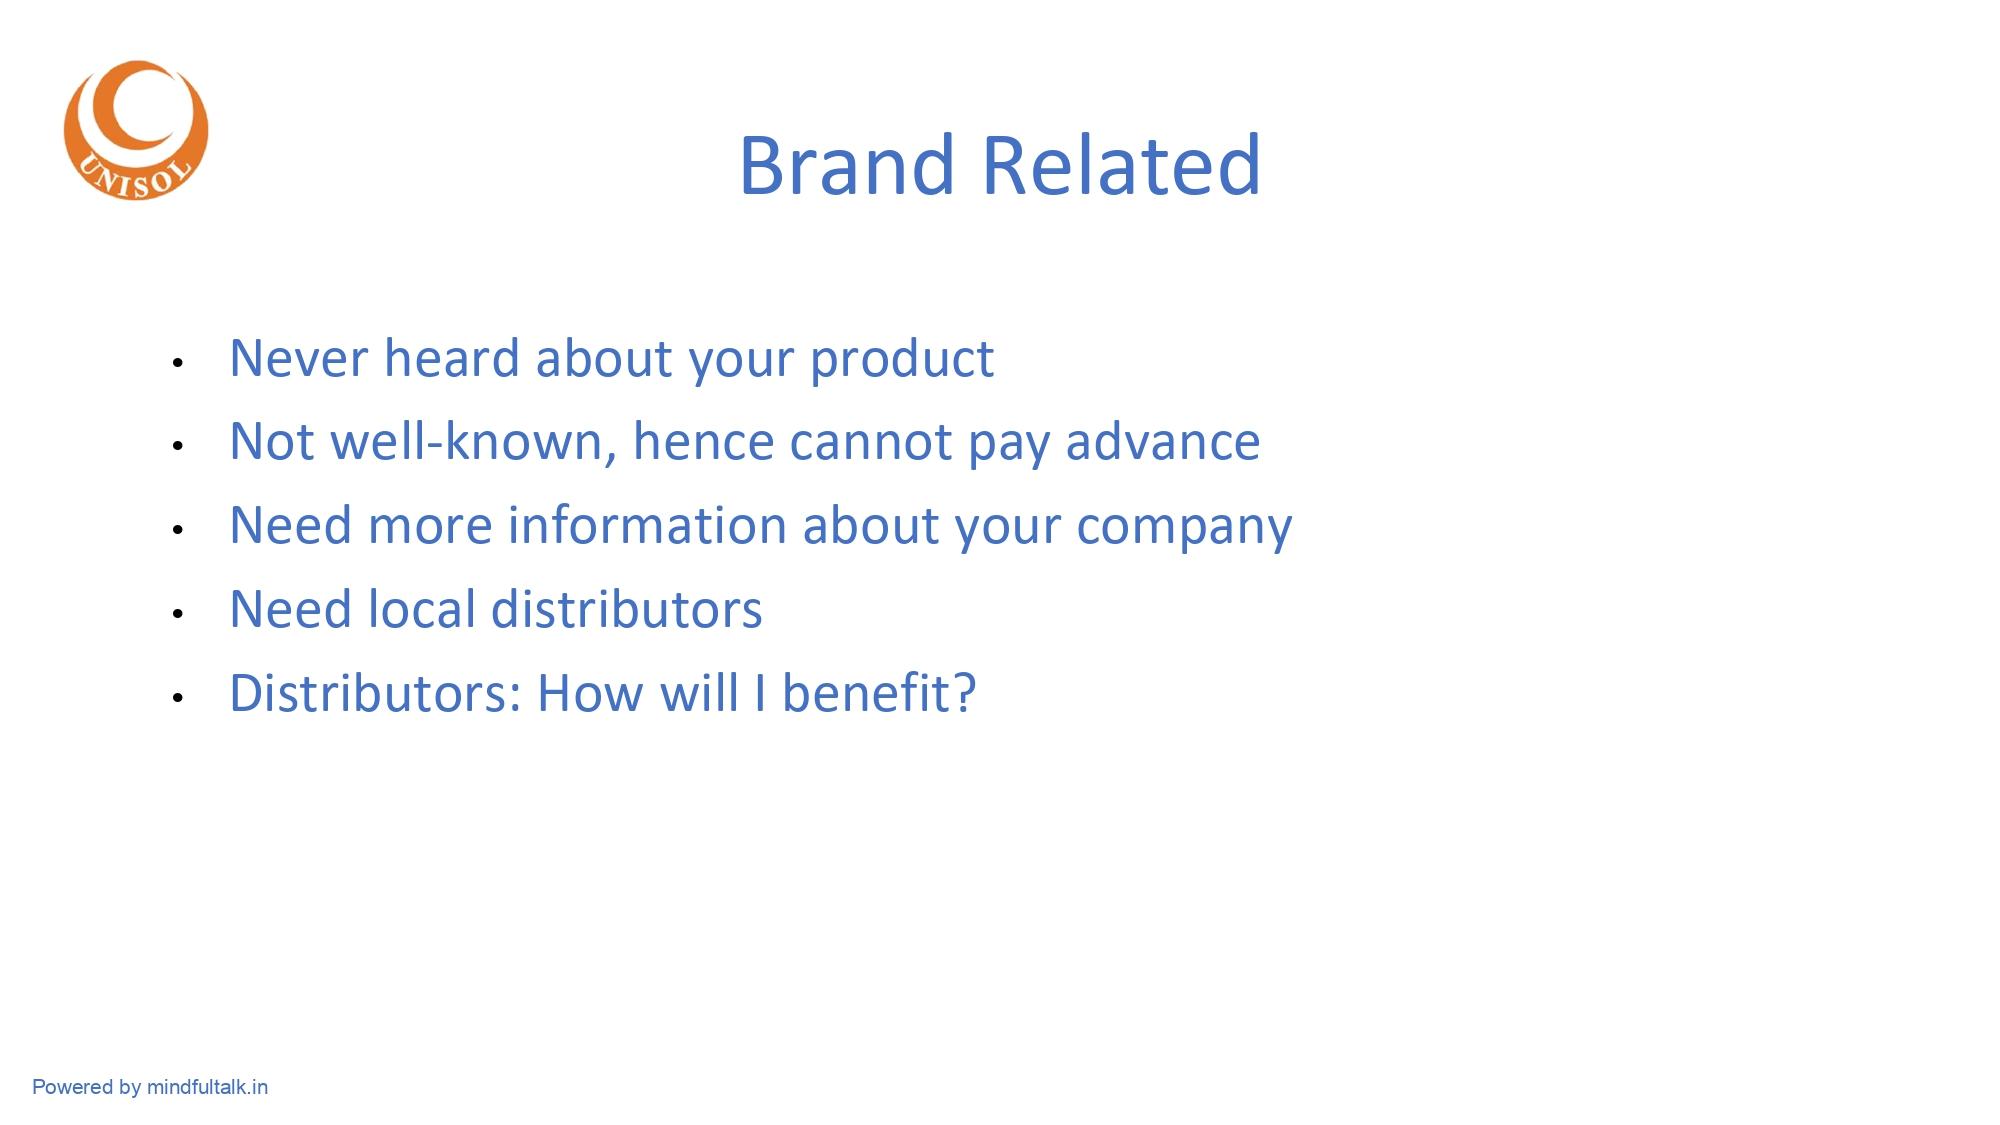 UNISOL
Brand Related
• Never heard about your product
• Not well-known, hence cannot pay advance
• Need more information about your company
• Need local distributors
• Distributors: How will I benefit?
Powered by mindfultalk.in